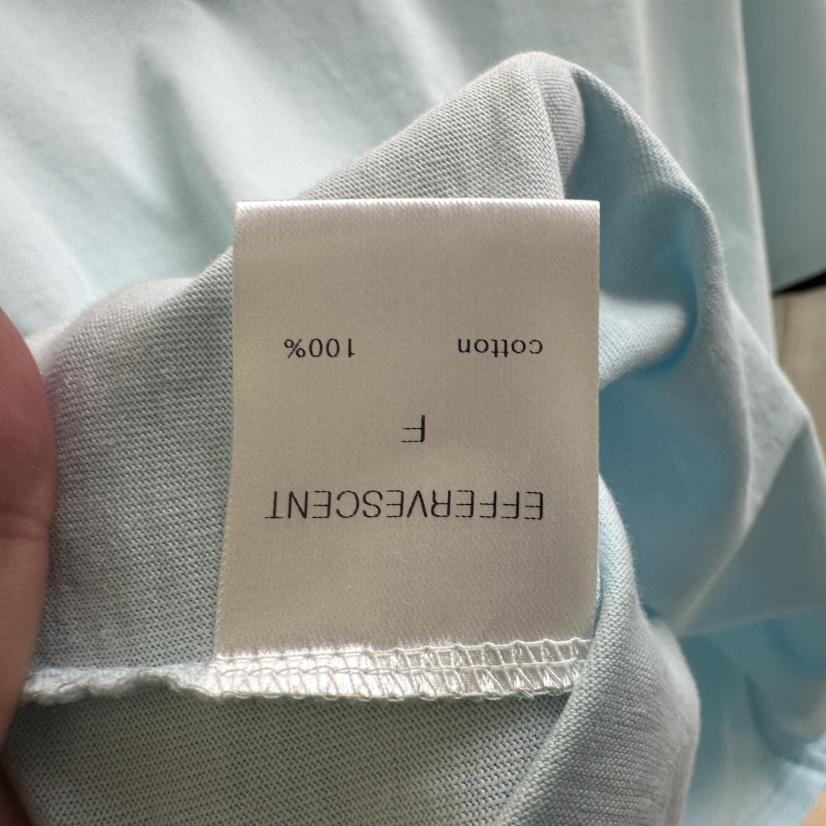 EFFERVESCENT
F
cotton 100%